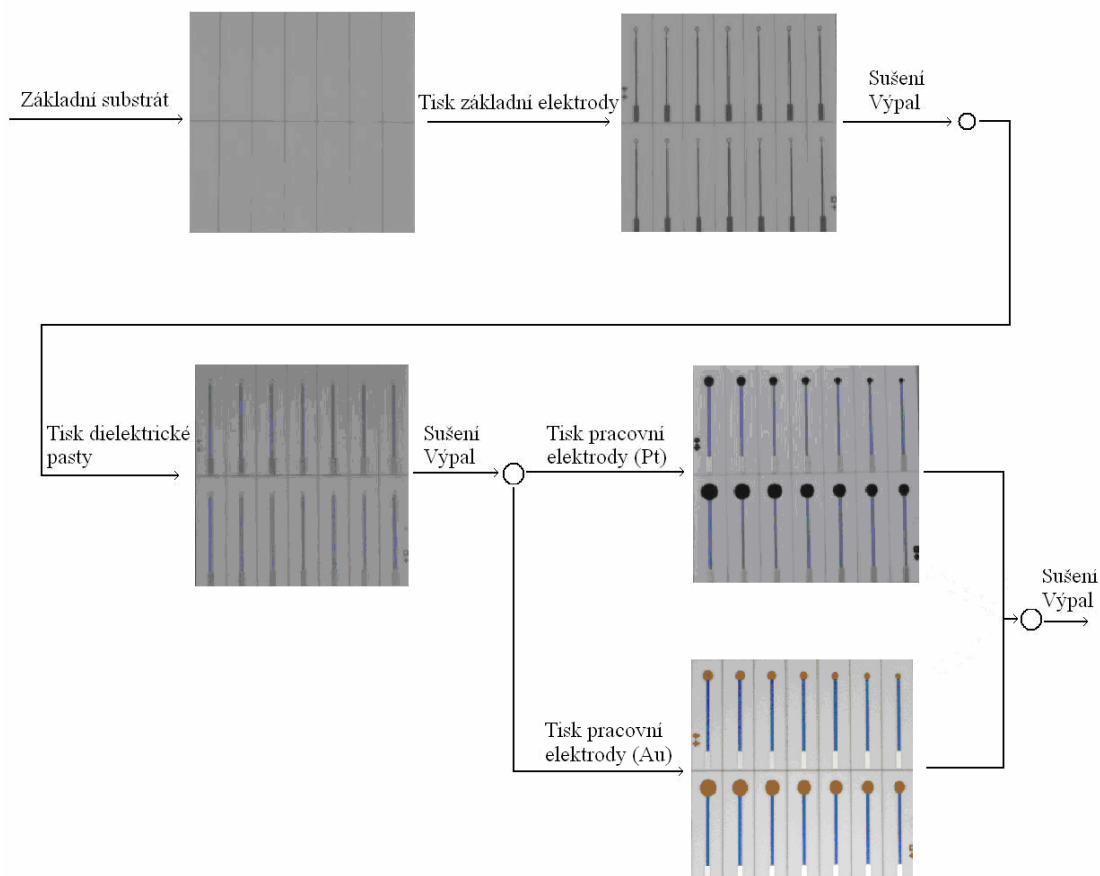 Základní substrát
Tisk základní elektrody
Sušení
Výpal
Tisk dielektrické
pasty
Sušení
Výpal
Tisk pracovní
elektrody (Pt)
Sušení
Výpal
Tisk pracovní
elektrody (Au)